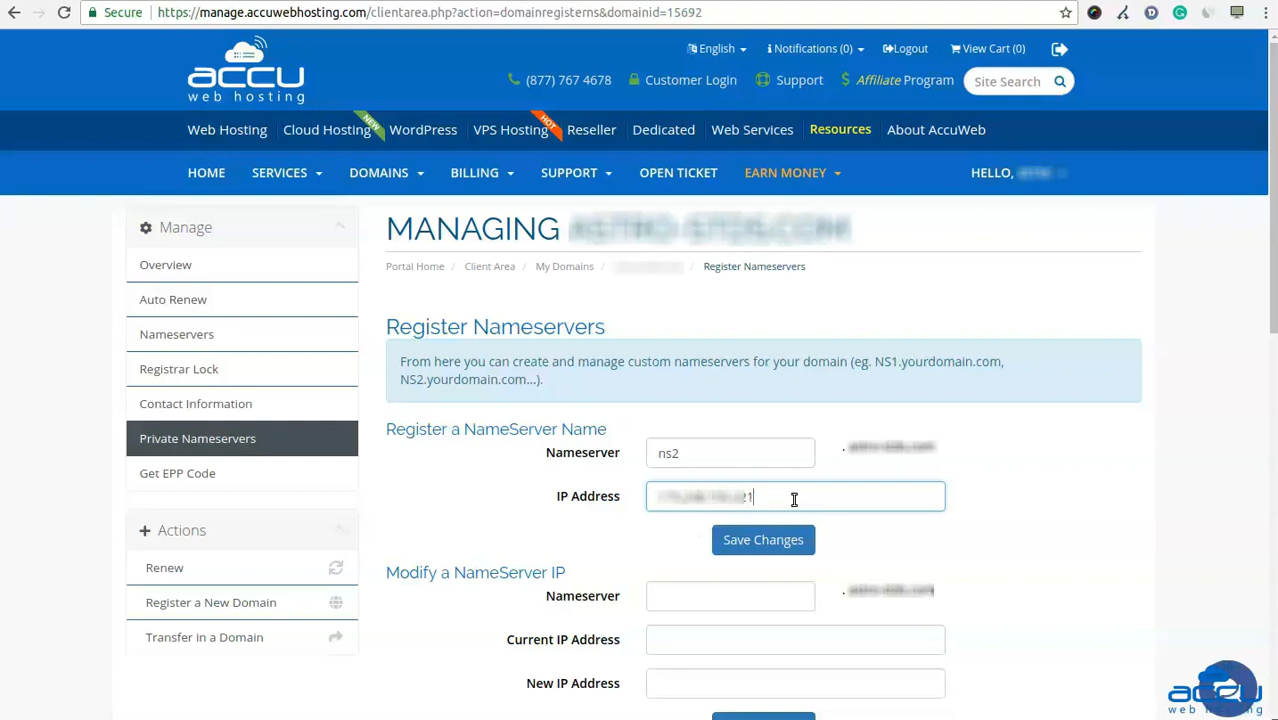 Secure https://manage.accuwebhosting.com/clientarea.php?action=domainregisterns&domainid=15692
English Notifications (0) Logout View Cart (0)
ACCU
web hosting
(877) 767 4678 Customer Login Support $ Affiliate Program Site Search
Web Hosting Cloud Hosting NEW WordPress VPS Hosting HOT Reseller Dedicated Web Services Resources About AccuWeb
HOME SERVICES DOMAINS BILLING SUPPORT OPEN TICKET EARN MONEY HELLO,
Manage
Overview
Auto Renew
Nameservers
Registrar Lock
Contact Information
Private Nameservers
Get EPP Code
Actions
Renew
Register a New Domain
Transfer in a Domain
MANAGING
Portal Home / Client Area / My Domains / / Register Nameservers
Register Nameservers
From here you can create and manage custom nameservers for your domain (eg. NS1.yourdomain.com,
NS2.yourdomain.com...).
Register a NameServer Name
Nameserver ns2 .
IP Address
Save Changes
Modify a NameServer IP
Nameserver .
Current IP Address
New IP Address
ACCU
web hosting